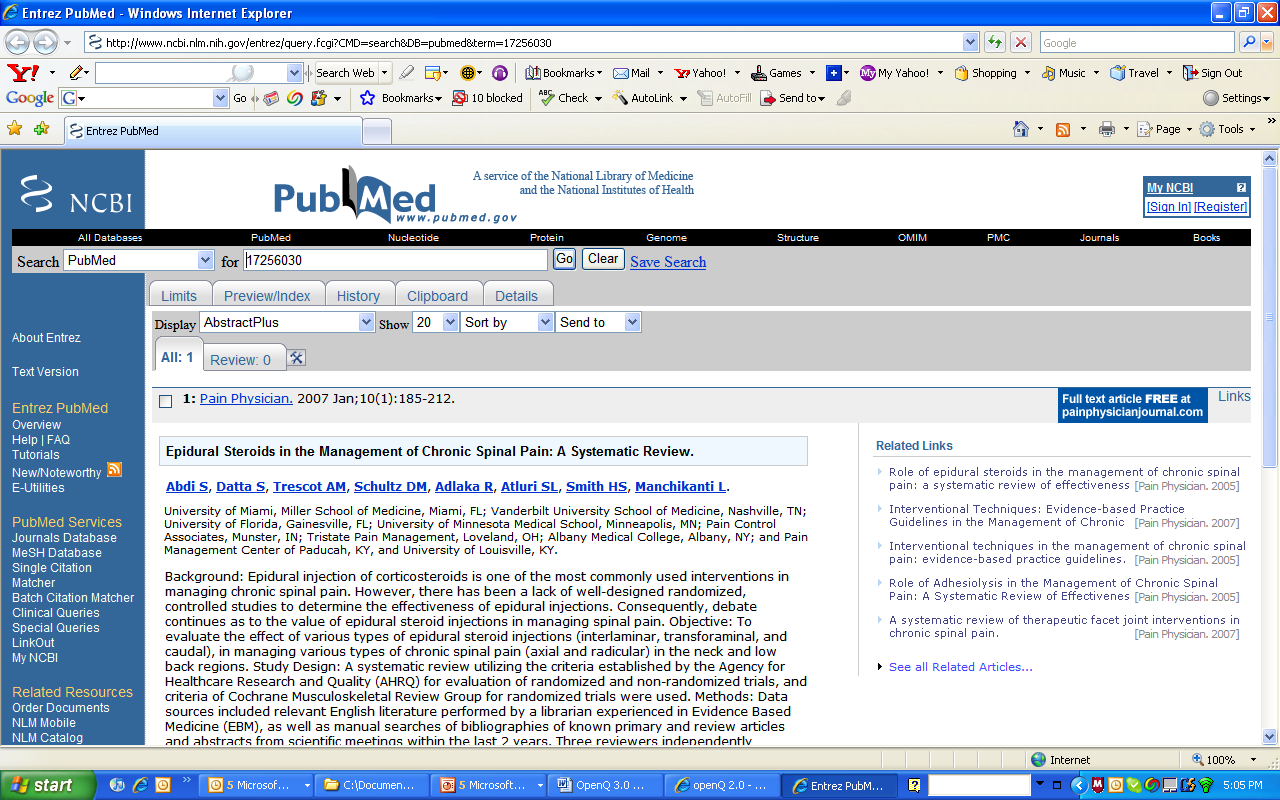 Entrez PubMed - Windows Internet Explorer
http://www.ncbi.nlm.nih.gov/entrez/query.fcgi?CMD=search&DB=pubmed&term=17256030
Google
Y! Search Web Bookmarks Mail Yahoo! Games My Yahoo! Shopping Music Travel Sign Out
Google G Go Bookmarks 10 blocked ABC Check AutoLink AutoFill Send to Settings
Entrez PubMed
Page Tools »
NCBI
PubMed
www.pubmed.gov
A service of the National Library of Medicine
and the National Institutes of Health
My NCBI ?
[Sign In] [Register]
All Databases PubMed Nucleotide Protein Genome Structure OMIM PMC Journals Books
Search PubMed for 17256030 Go Clear Save Search
Limits Preview/Index History Clipboard Details
Display AbstractPlus Show 20 Sort by Send to
All: 1 Review: 0
About Entrez
Text Version
Entrez PubMed
Overview
Help | FAQ
Tutorials
New/Noteworthy
E-Utilities
PubMed Services
Journals Database
MeSH Database
Single Citation
Matcher
Batch Citation Matcher
Clinical Queries
Special Queries
LinkOut
My NCBI
Related Resources
Order Documents
NLM Mobile
NLM Catalog
1: Pain Physician. 2007 Jan;10(1):185-212.
Full text article FREE at
painphysicianjournal.com
Links
Epidural Steroids in the Management of Chronic Spinal Pain: A Systematic Review.
Abdi S, Datta S, Trescot AM, Schultz DM, Adlaka R, Atluri SL, Smith HS, Manchikanti L.
University of Miami, Miller School of Medicine, Miami, FL; Vanderbilt University School of Medicine, Nashville, TN;
University of Florida, Gainesville, FL; University of Minnesota Medical School, Minneapolis, MN; Pain Control
Associates, Munster, IN; Tristate Pain Management, Loveland, OH; Albany Medical College, Albany, NY; and Pain
Management Center of Paducah, KY, and University of Louisville, KY.
Background: Epidural injection of corticosteroids is one of the most commonly used interventions in
managing chronic spinal pain. However, there has been a lack of well-designed randomized,
controlled studies to determine the effectiveness of epidural injections. Consequently, debate
continues as to the value of epidural steroid injections in managing spinal pain. Objective: To
evaluate the effect of various types of epidural steroid injections (interlaminar, transforaminal, and
caudal), in managing various types of chronic spinal pain (axial and radicular) in the neck and low
back regions. Study Design: A systematic review utilizing the criteria established by the Agency for
Healthcare Research and Quality (AHRQ) for evaluation of randomized and non-randomized trials, and
criteria of Cochrane Musculoskeletal Review Group for randomized trials were used. Methods: Data
sources included relevant English literature performed by a librarian experienced in Evidence Based
Medicine (EBM), as well as manual searches of bibliographies of known primary and review articles
and abstracts from scientific meetings within the last 2 years. Three reviewers independently
Related Links
Role of epidural steroids in the management of chronic spinal
pain: a systematic review of effectiveness [Pain Physician. 2005]
Interventional Techniques: Evidence-based Practice
Guidelines in the Management of Chronic [Pain Physician. 2007]
Interventional techniques in the management of chronic spinal
pain: evidence-based practice guidelines. [Pain Physician. 2005]
Role of Adhesiolysis in the Management of Chronic Spinal
Pain: A Systematic Review of Effectivenes [Pain Physician. 2005]
A systematic review of therapeutic facet joint interventions in
chronic spinal pain. [Pain Physician. 2007]
See all Related Articles...
Internet 100%
start » 5 Microsof... C:\Documen... 5 Microsoft... OpenQ 3.0 ... openQ 2.0 - ... Entrez PubM... ? 5:05 PM